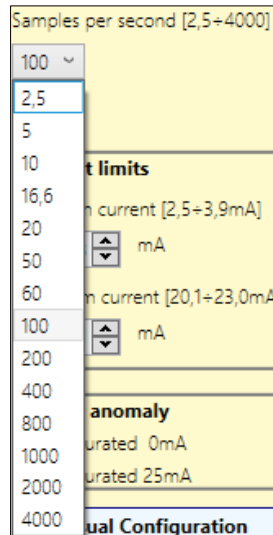 Samples per second [2,5÷4000]
100
2,5
5
10
t limits
16,6
current [2,5÷3,9mA]
20
50
mA
60
current [20,1÷23,0mA
100
mA
200
400
800
anomaly
1000
urated 0mA
2000
urated 25mA
4000
ual Configuration